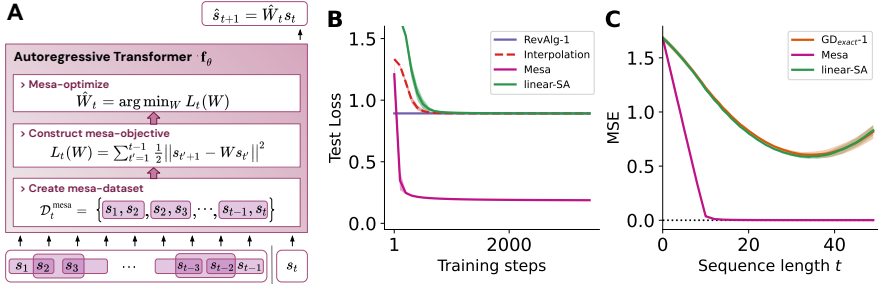 A
ŝ_{t+1} = Ŵ_t s_t
Autoregressive Transformer f_θ
> Mesa-optimize
Ŵ_t = arg min_W L_t(W)
> Construct mesa-objective
L_t(W) = ∑_{t'=1}^{t−1} ½||s_{t'+1} − W s_{t'}||²
> Create mesa-dataset
𝒟_t^{mesa} = {s_1, s_2, s_2, s_3, ⋯, s_{t−1}, s_t}
s_1 s_2 s_3 ⋯ s_{t−3} s_{t−2} s_{t−1} s_t
B
Test Loss
1.5
1.0
0.5
0.0
1 2000
Training steps
RevAlg-1
Interpolation
Mesa
linear-SA
C
MSE
1.5
1.0
0.5
0.0
0 20 40
Sequence length t
GD_{exact}-1
Mesa
linear-SA